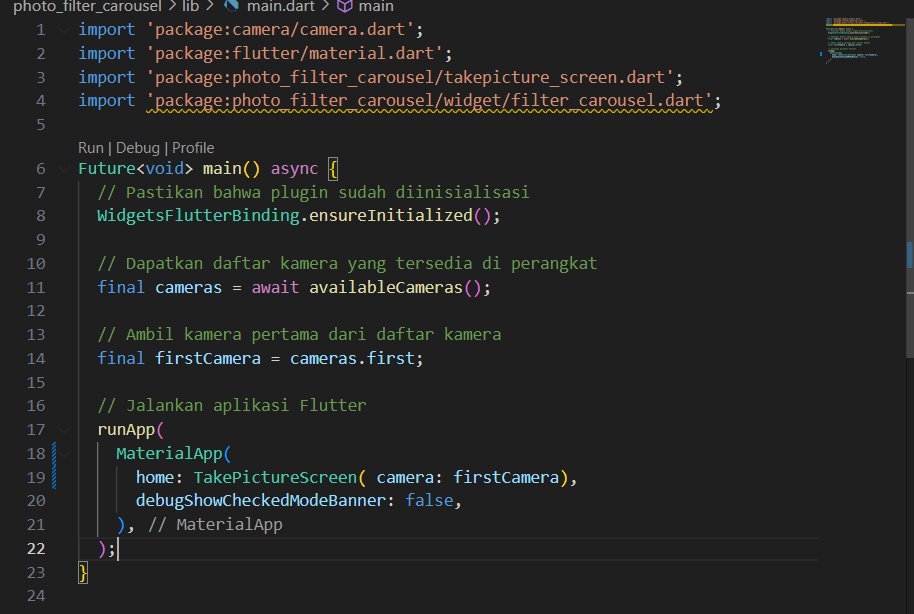 photo_filter_carousel > lib > main.dart > main
1 import 'package:camera/camera.dart';
2 import 'package:flutter/material.dart';
3 import 'package:photo_filter_carousel/takepicture_screen.dart';
4 import 'package:photo_filter_carousel/widget/filter_carousel.dart';
5
Run | Debug | Profile
6 Future<void> main() async {
7   // Pastikan bahwa plugin sudah diinisialisasi
8   WidgetsFlutterBinding.ensureInitialized();
9
10   // Dapatkan daftar kamera yang tersedia di perangkat
11   final cameras = await availableCameras();
12
13   // Ambil kamera pertama dari daftar kamera
14   final firstCamera = cameras.first;
15
16   // Jalankan aplikasi Flutter
17   runApp(
18     MaterialApp(
19       home: TakePictureScreen( camera: firstCamera),
20       debugShowCheckedModeBanner: false,
21     ), // MaterialApp
22   );
23 }
24